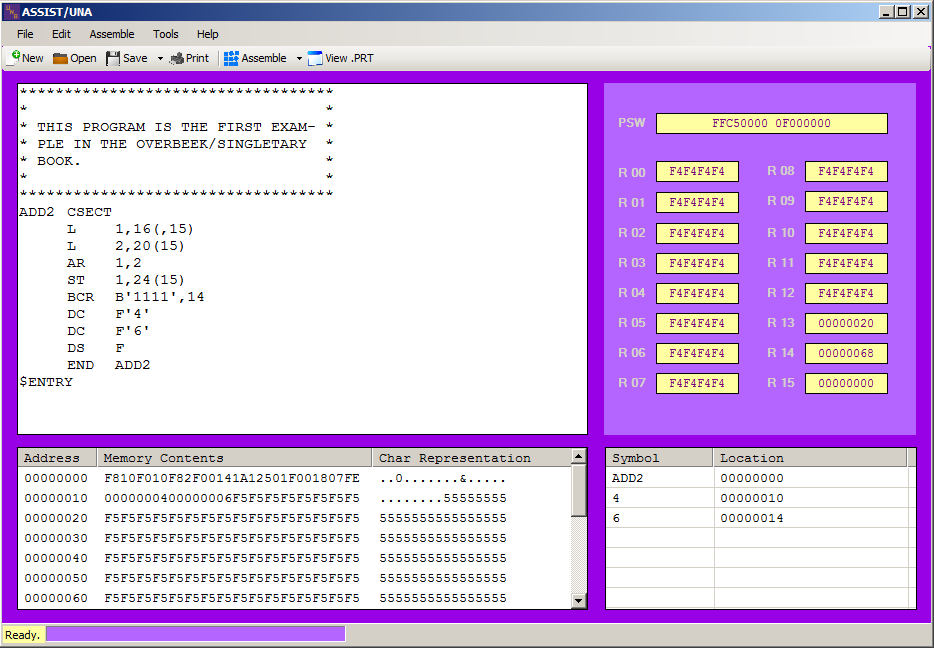 ASSIST/UNA
File Edit Assemble Tools Help
New Open Save Print Assemble View .PRT
***********************************
* *
* THIS PROGRAM IS THE FIRST EXAM- *
* PLE IN THE OVERBEEK/SINGLETARY *
* BOOK. *
* *
***********************************
ADD2 CSECT
L 1,16(,15)
L 2,20(15)
AR 1,2
ST 1,24(15)
BCR B'1111',14
DC F'4'
DC F'6'
DS F
END ADD2
$ENTRY
PSW FFC50000 0F000000
R 00 F4F4F4F4 R 08 F4F4F4F4
R 01 F4F4F4F4 R 09 F4F4F4F4
R 02 F4F4F4F4 R 10 F4F4F4F4
R 03 F4F4F4F4 R 11 F4F4F4F4
R 04 F4F4F4F4 R 12 F4F4F4F4
R 05 F4F4F4F4 R 13 00000020
R 06 F4F4F4F4 R 14 00000068
R 07 F4F4F4F4 R 15 00000000
Address Memory Contents Char Representation
00000000 F810F010F82F00141A12501F001807FE ..0.......&.....
00000010 0000000400000006F5F5F5F5F5F5F5F5 ........55555555
00000020 F5F5F5F5F5F5F5F5F5F5F5F5F5F5F5F5 5555555555555555
00000030 F5F5F5F5F5F5F5F5F5F5F5F5F5F5F5F5 5555555555555555
00000040 F5F5F5F5F5F5F5F5F5F5F5F5F5F5F5F5 5555555555555555
00000050 F5F5F5F5F5F5F5F5F5F5F5F5F5F5F5F5 5555555555555555
00000060 F5F5F5F5F5F5F5F5F5F5F5F5F5F5F5F5 5555555555555555
Symbol Location
ADD2 00000000
4 00000010
6 00000014
Ready.